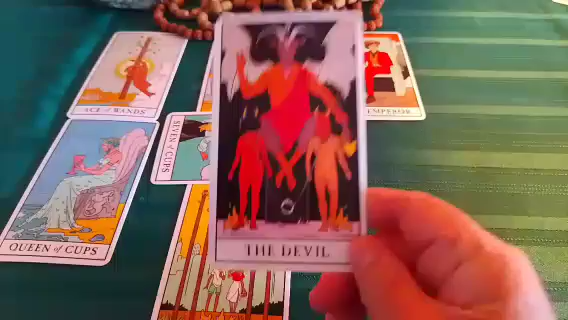 ACE of WANDS
EMPEROR
SEVEN of CUPS
QUEEN of CUPS
THE DEVIL